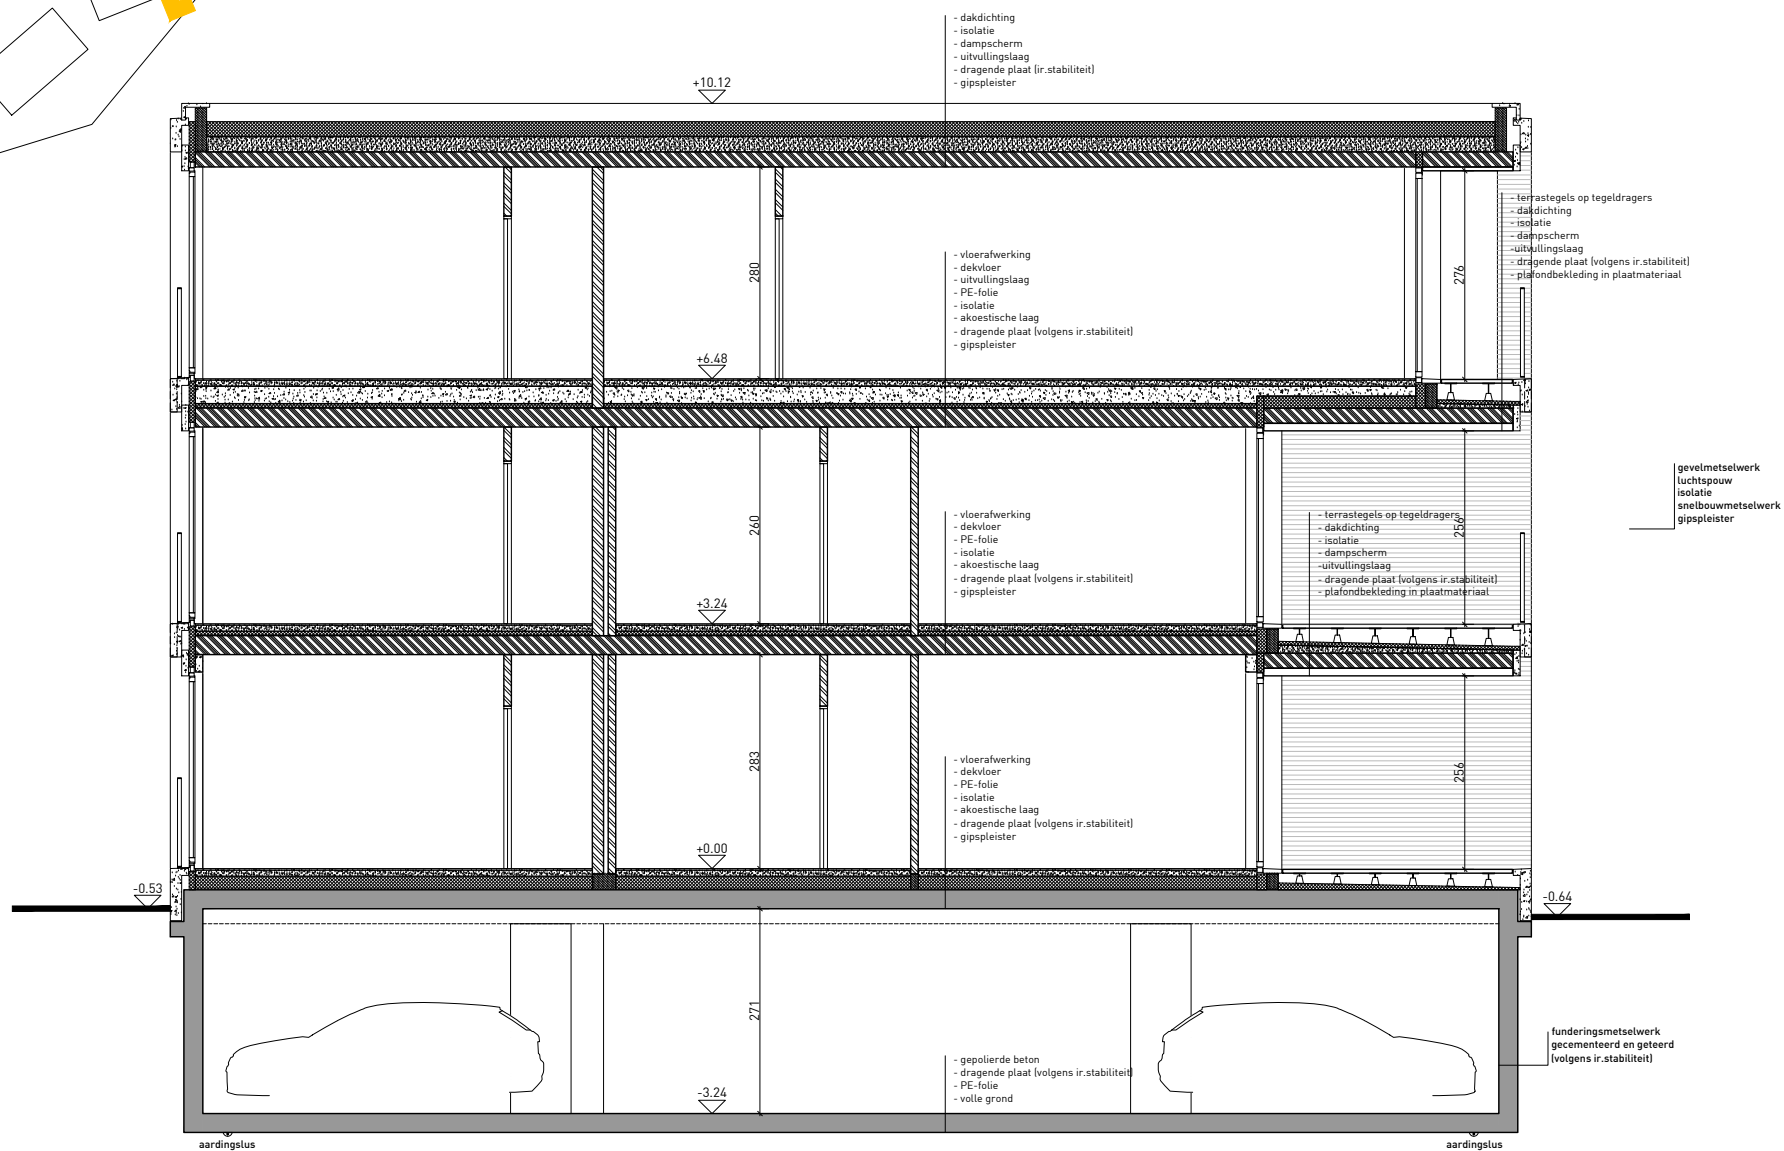 - dakdichting
- isolatie
- dampscherm
- uitvullingslaag
- dragende plaat (ir.stabiliteit)
- gipspleister
+10.12
- terrastegels op tegeldragers
- dakdichting
- isolatie
- dampscherm
-uitvullingslaag
- dragende plaat (volgens ir.stabiliteit)
- plafondbekleding in plaatmateriaal
280
276
- vloerafwerking
- dekvloer
- uitvullingslaag
- PE-folie
- isolatie
- akoestische laag
- dragende plaat (volgens ir.stabiliteit)
- gipspleister
+6.48
gevelmetselwerk
luchtspouw
isolatie
snelbouwmetselwerk
gipspleister
260
256
- vloerafwerking
- dekvloer
- PE-folie
- isolatie
- akoestische laag
- dragende plaat (volgens ir.stabiliteit)
- gipspleister
- terrastegels op tegeldragers
- dakdichting
- isolatie
- dampscherm
-uitvullingslaag
- dragende plaat (volgens ir.stabiliteit)
- plafondbekleding in plaatmateriaal
+3.24
283
256
- vloerafwerking
- dekvloer
- PE-folie
- isolatie
- akoestische laag
- dragende plaat (volgens ir.stabiliteit)
- gipspleister
+0.00
-0.53
-0.64
271
funderingsmetselwerk
gecementeerd en geteerd
(volgens ir.stabiliteit)
- gepolierde beton
- dragende plaat (volgens ir.stabiliteit)
- PE-folie
- volle grond
-3.24
aardingslus
aardingslus